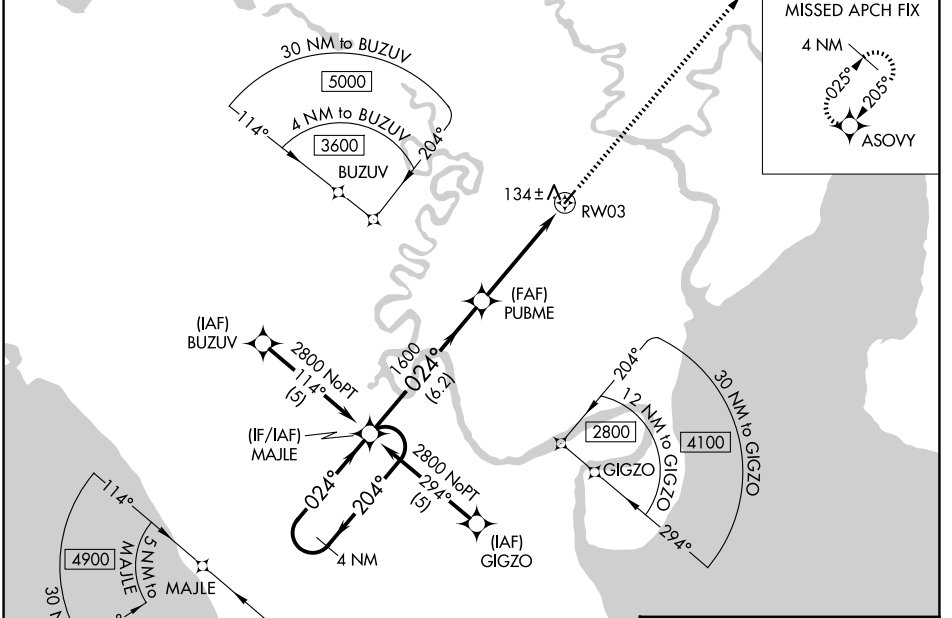 MISSED APCH FIX
4 NM
025°
205°
ASOVY
30 NM to BUZUV
5000
4 NM to BUZUV
3600
114°
204°
BUZUV
134±
RW03
(FAF)
PUBME
(IAF)
BUZUV
2800 NoPT
114°
(5)
1600
024°
(6.2)
(IF/IAF)
MAJLE
024°
204°
4 NM
2800 NoPT
294°
(5)
(IAF)
GIGZO
204°
30 NM to GIGZO
12 NM to GIGZO
2800
4100
GIGZO
294°
114°
4900
5 NM to
MAJLE
MAJLE
30 N